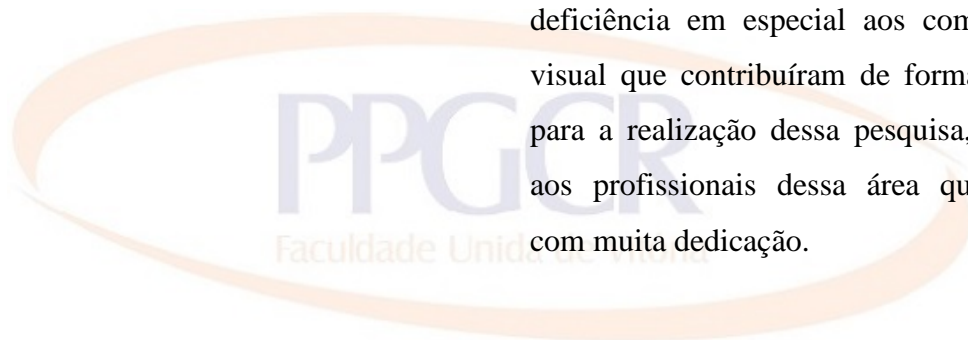 deficiência em especial aos com
visual que contribuíram de form
para a realização dessa pesquisa,
aos profissionais dessa área qu
com muita dedicação.
PPGCR
Faculdade Unida de Vitória